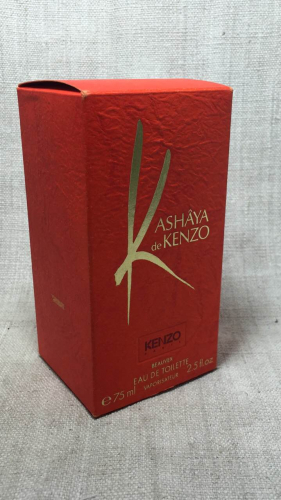 KASHÂYA
de KENZO
KENZO
EAU DE TOILETTE
VAPORISATEUR
e 75 ml 2.5 fl oz